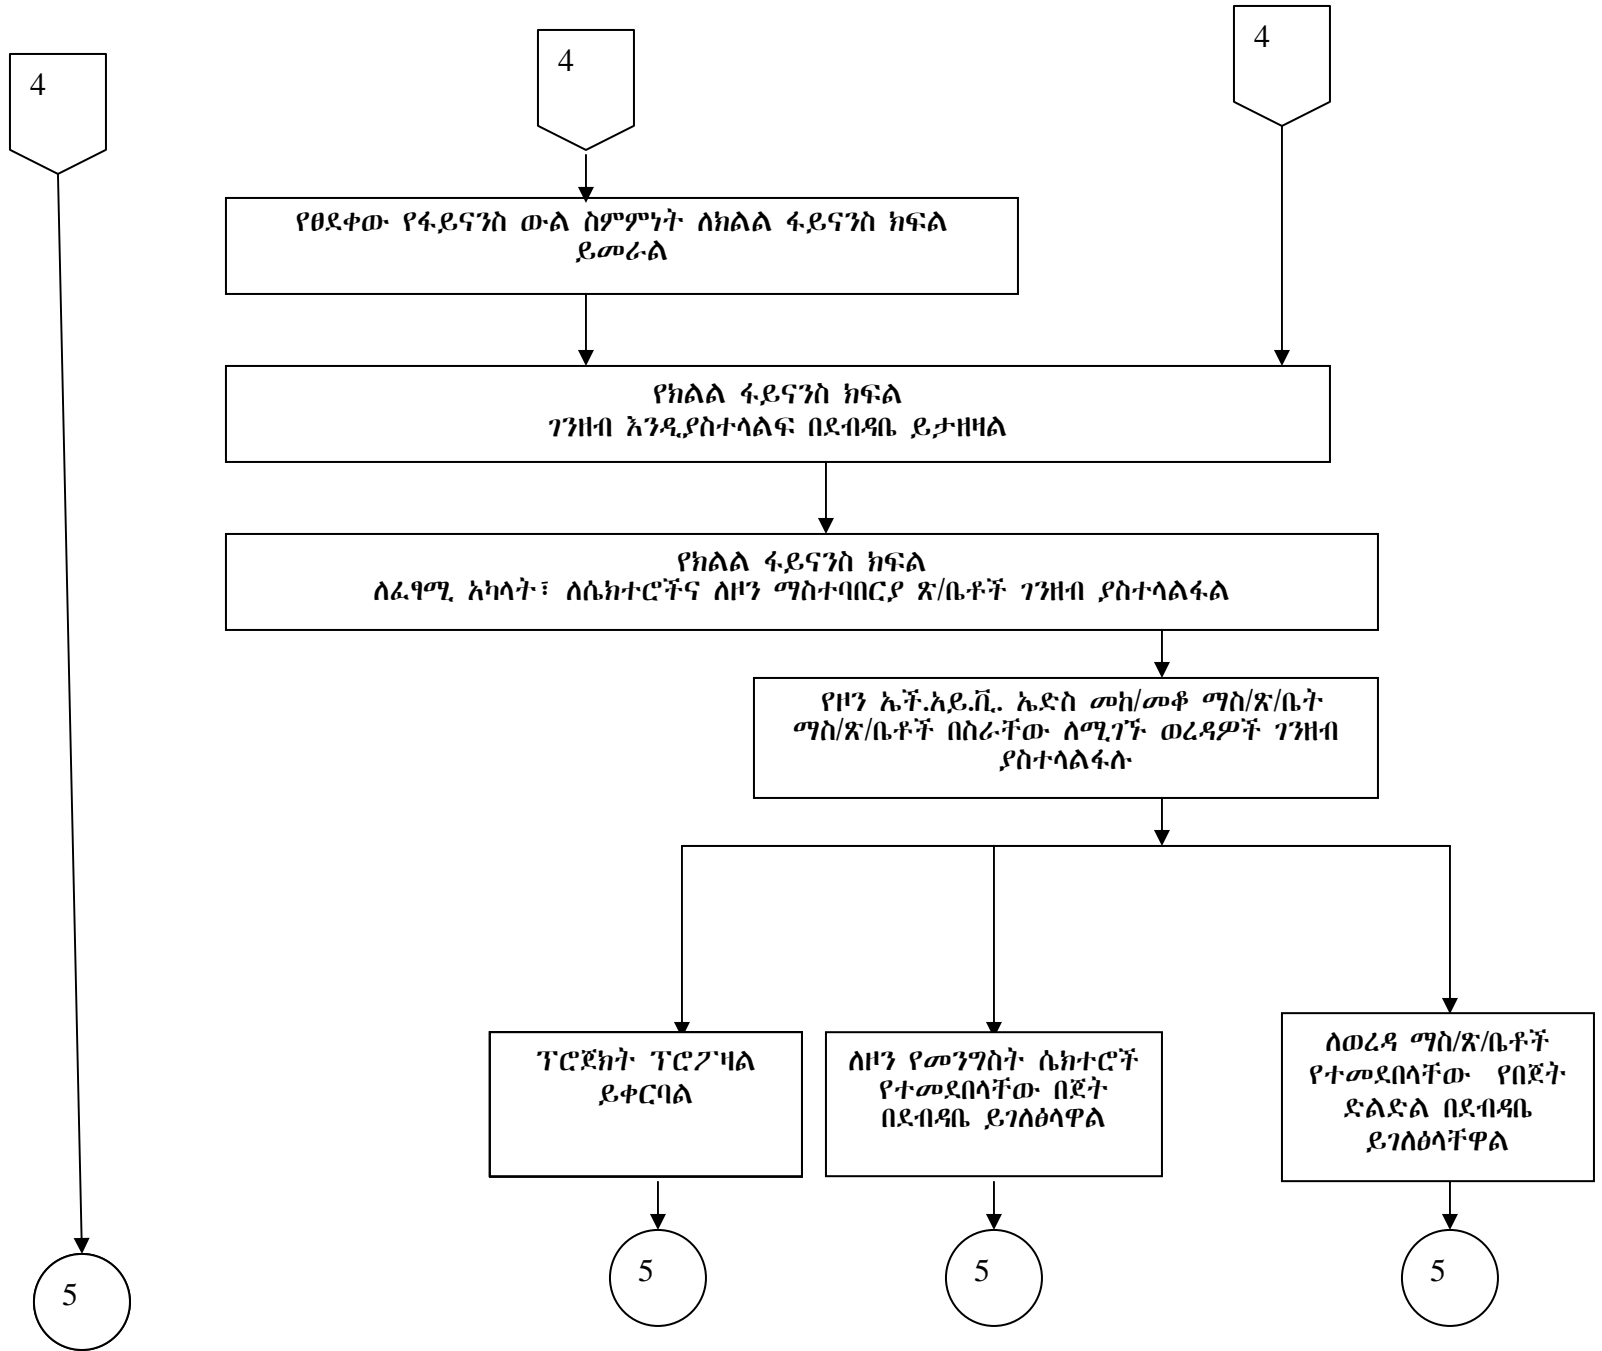 4
4
4
የፀደቀው የፋይናንስ ውል ስምምነት ለክልል ፋይናንስ ክፍል
ይመራል
የክልል ፋይናንስ ክፍል
ገንዘብ እንዲያስተላልፍ በደብዳቤ ይታዘዛል
የክልል ፋይናንስ ክፍል
ለፈፃሚ አካላት፣ ለሴክተሮችና ለዞን ማስተባበርያ ጽ/ቤቶች ገንዘብ ያስተላልፋል
የዞን ኤች.አይ.ቪ. ኤድስ መከ/መቆ ማስ/ጽ/ቤት
ማስ/ጽ/ቤቶች በስራቸው ለሚገኙ ወረዳዎች ገንዘብ
ያስተላልፋሉ
ፕሮጀክት ፕሮፖዛል
ይቀርባል
ለዞን የመንግስት ሴክተሮች
የተመደበላቸው በጀት
በደብዳቤ ይገለፅላዋል
ለወረዳ ማስ/ጽ/ቤቶች
የተመደበላቸው የበጀት
ድልድል በደብዳቤ
ይገለፅላቸዋል
5
5
5
5